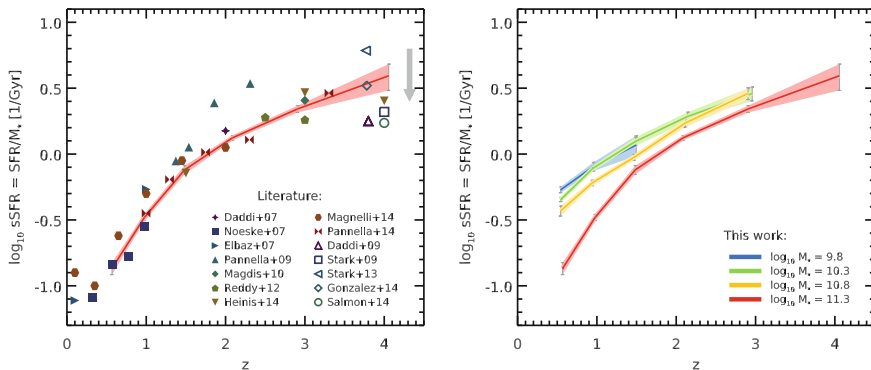 log₁₀ sSFR = SFR/M⁎ [1/Gyr]
1.0
0.5
0.0
-0.5
-1.0
0 1 2 3 4
z
Literature:
Daddi+07
Noeske+07
Elbaz+07
Pannella+09
Magdis+10
Reddy+12
Heinis+14
Magnelli+14
Pannella+14
Daddi+09
Stark+09
Stark+13
Gonzalez+14
Salmon+14
log₁₀ sSFR = SFR/M⁎ [1/Gyr]
1.0
0.5
0.0
-0.5
-1.0
0 1 2 3 4
z
This work:
log₁₀ M⁎ = 9.8
log₁₀ M⁎ = 10.3
log₁₀ M⁎ = 10.8
log₁₀ M⁎ = 11.3